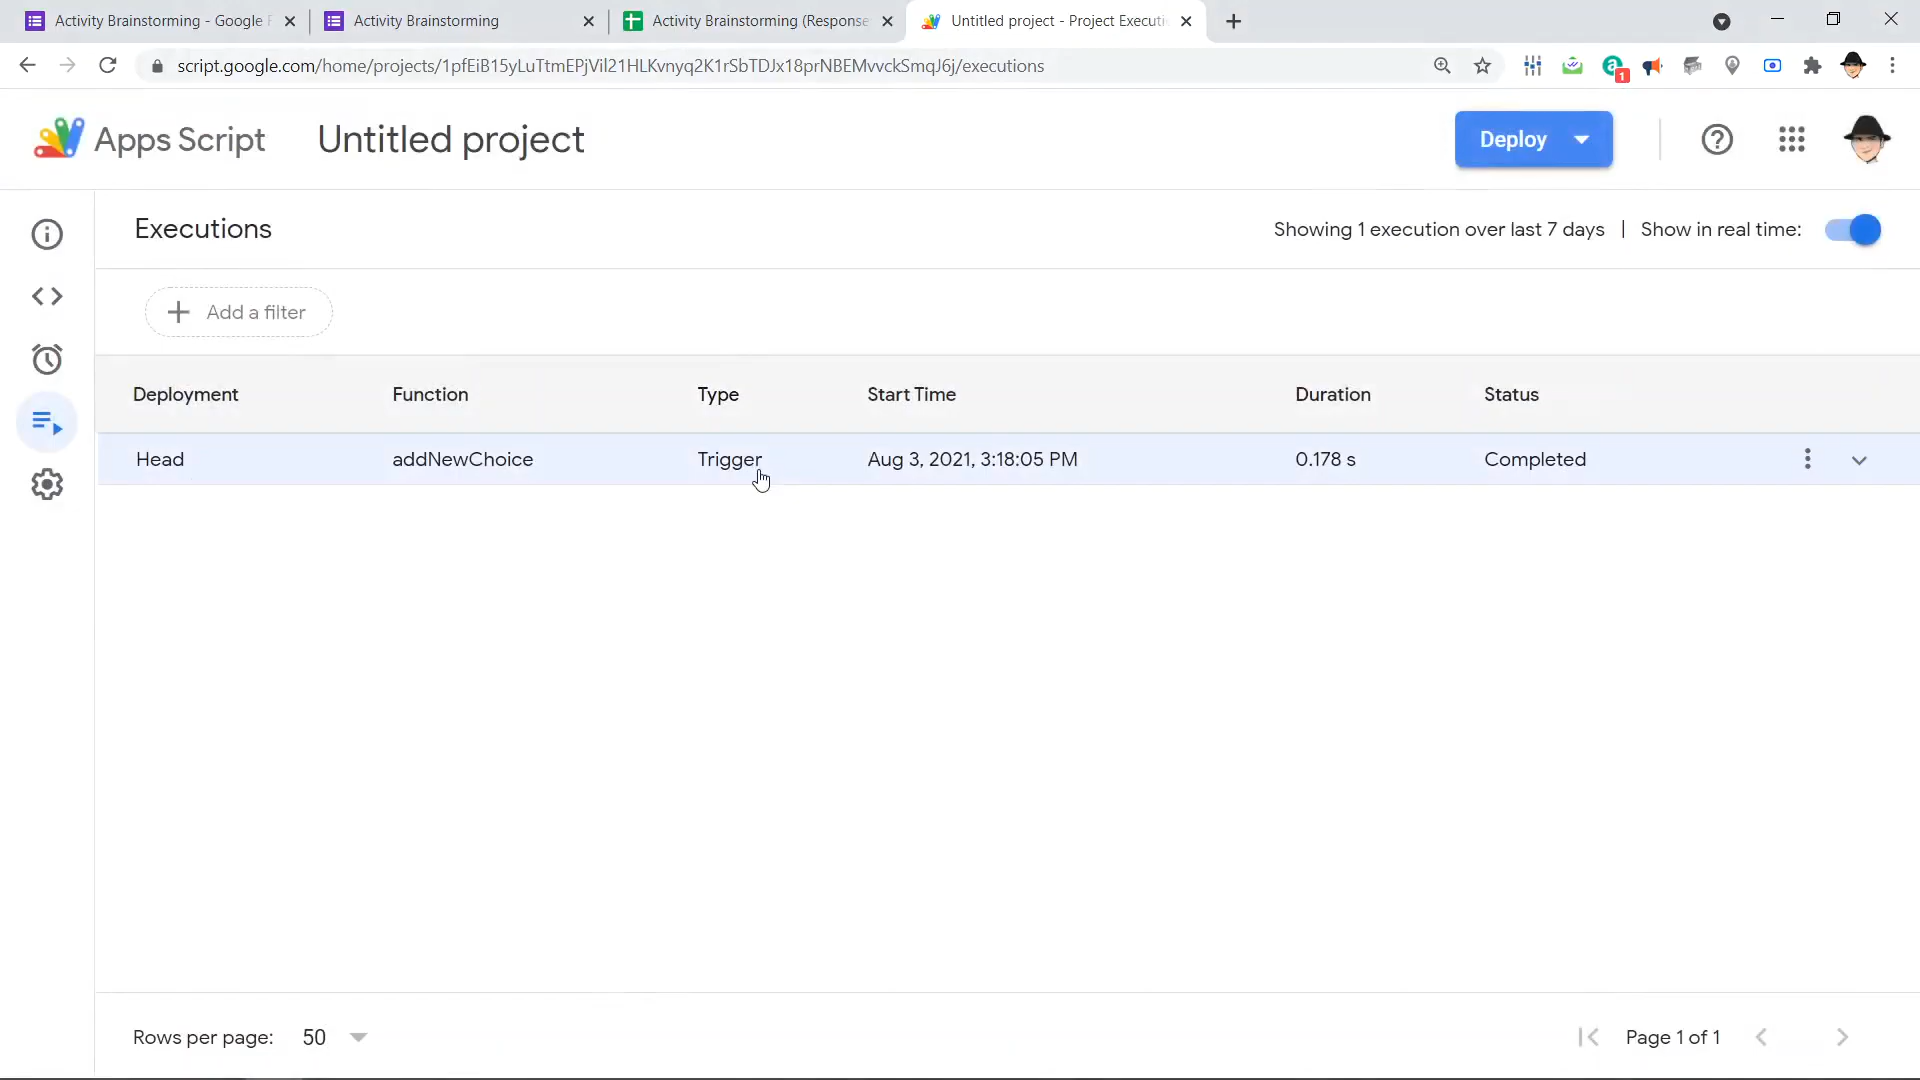 Activity Brainstorming - Google F
Activity Brainstorming
Activity Brainstorming (Response
Untitled project - Project Executi
script.google.com/home/projects/1pfEiB15yLuTtmEPjVil21HLKvnyq2K1rSbTDJx18prNBEMvvckSmqJ6j/executions
1
Apps Script
Untitled project
Deploy
Executions
Showing 1 execution over last 7 days | Show in real time:
Add a filter
Deployment Function Type Start Time Duration Status
Head addNewChoice Trigger Aug 3, 2021, 3:18:05 PM 0.178 s Completed
Rows per page: 50
Page 1 of 1